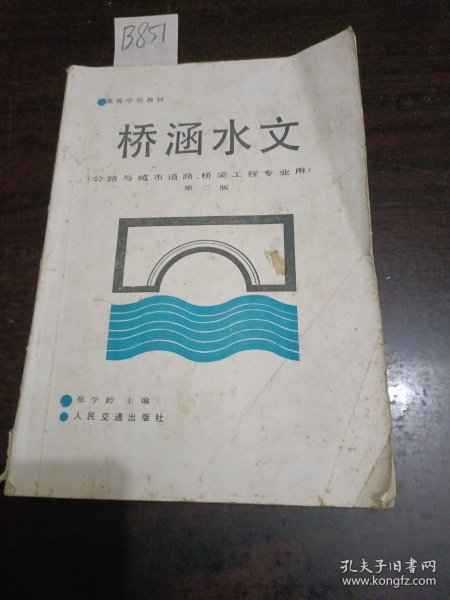 B851
高等学校教材
桥涵水文
(公路与城市道路、桥梁工程专业用)
第二版
张学龄 主编
人民交通出版社
孔夫子旧书网
www.kongfz.com